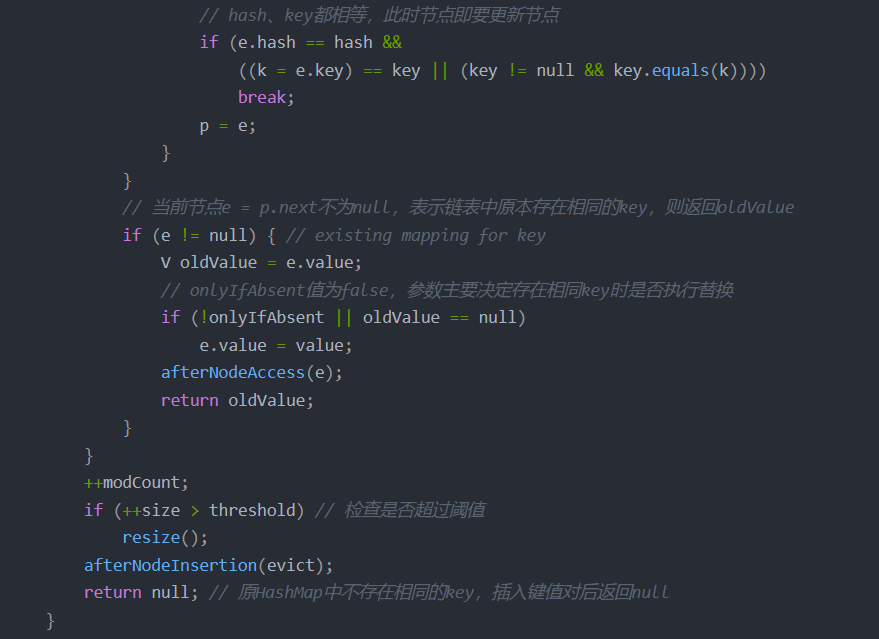 // hash、key都相等，此时节点即要更新节点
if (e.hash == hash &&
((k = e.key) == key || (key != null && key.equals(k))))
break;
p = e;
}
}
// 当前节点e = p.next不为null，表示链表中原本存在相同的key，则返回oldValue
if (e != null) { // existing mapping for key
V oldValue = e.value;
// onlyIfAbsent值为false，参数主要决定存在相同key时是否执行替换
if (!onlyIfAbsent || oldValue == null)
e.value = value;
afterNodeAccess(e);
return oldValue;
}
}
++modCount;
if (++size > threshold) // 检查是否超过阈值
resize();
afterNodeInsertion(evict);
return null; // 原HashMap中不存在相同的key，插入键值对后返回null
}